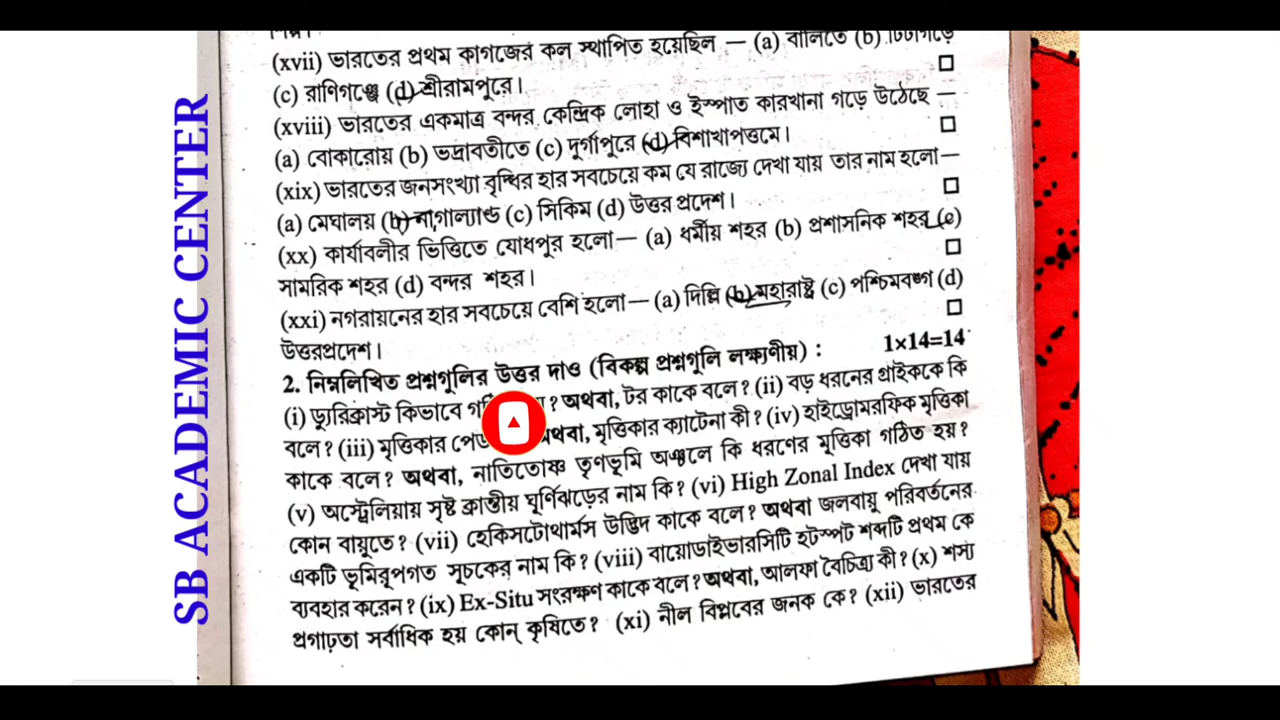 SB ACADEMIC CENTER
শিল্প।
(xvii) ভারতের প্রথম কাগজের কল স্থাপিত হয়েছিল — (a) বালিতে (b) টিটাগড়ে
(c) রাণিগঞ্জে (d) শ্রীরামপুরে।
(xviii) ভারতের একমাত্র বন্দর কেন্দ্রিক লোহা ও ইস্পাত কারখানা গড়ে উঠেছে —
(a) বোকারোয় (b) ভদ্রাবতীতে (c) দুর্গাপুরে (d) বিশাখাপত্তমে।
(xix) ভারতের জনসংখ্যা বৃদ্ধির হার সবচেয়ে কম যে রাজ্যে দেখা যায় তার নাম হলো—
(a) মেঘালয় (b) নাগাল্যান্ড (c) সিকিম (d) উত্তর প্রদেশ।
(xx) কার্যাবলীর ভিত্তিতে যোধপুর হলো— (a) ধর্মীয় শহর (b) প্রশাসনিক শহর (c)
সামরিক শহর (d) বন্দর শহর।
(xxi) নগরায়নের হার সবচেয়ে বেশি হলো— (a) দিল্লি (b) মহারাষ্ট্র (c) পশ্চিমবঙ্গ (d)
উত্তরপ্রদেশ।
2. নিম্নলিখিত প্রশ্নগুলির উত্তর দাও (বিকল্প প্রশ্নগুলি লক্ষ্যণীয়) : 1×14=14
(i) ড্যুরিক্রাস্ট কিভাবে ? অথবা, টর কাকে বলে? (ii) বড় ধরনের গ্রাইককে কি
বলে? (iii) মৃত্তিকার অথবা, মৃত্তিকার ক্যাটেনা কী? (iv) হাইড্রোমরফিক মৃত্তিকা
কাকে বলে? অথবা, নাতিতোষ্ণ তৃণভূমি অঞ্চলে কি ধরণের মৃত্তিকা গঠিত হয়?
(v) অস্ট্রেলিয়ায় সৃষ্ট ক্রান্তীয় ঘূর্ণিঝড়ের নাম কি? (vi) High Zonal Index দেখা যায়
কোন বায়ুতে? (vii) হেকিসটোথার্মস উদ্ভিদ কাকে বলে? অথবা জলবায়ু পরিবর্তনের
একটি ভূমিরূপগত সূচকের নাম কি? (viii) বায়োডাইভারসিটি হটস্পট শব্দটি প্রথম কে
ব্যবহার করেন? (ix) Ex-Situ সংরক্ষণ কাকে বলে? অথবা, আলফা বৈচিত্র্য কী? (x) শস্য
প্রগাঢ়তা সর্বাধিক হয় কোন্ কৃষিতে? (xi) নীল বিপ্লবের জনক কে? (xii) ভারতের